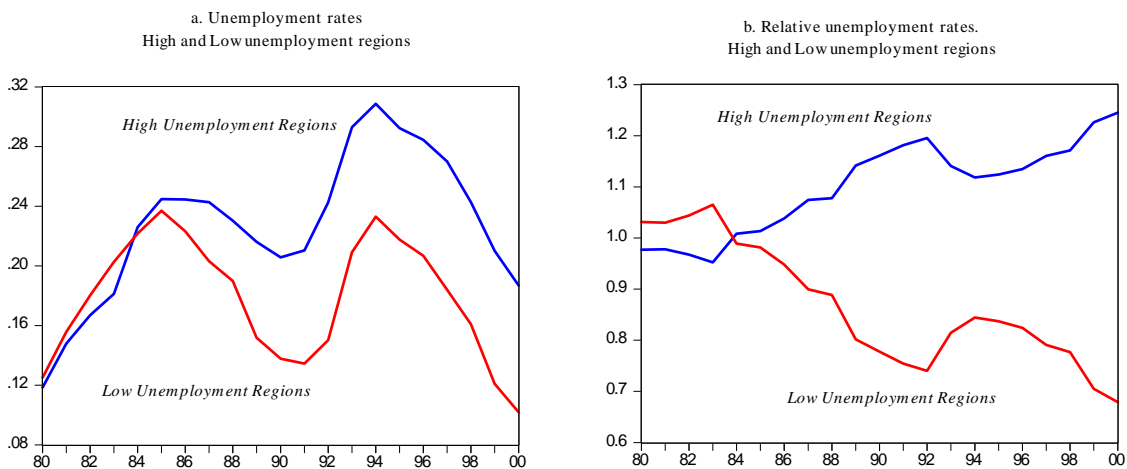 a. Unemployment rates
High and Low unemployment regions
.32
.28
.24
.20
.16
.12
.08
High Unemployment Regions
Low Unemployment Regions
80 82 84 86 88 90 92 94 96 98 00
b. Relative unemployment rates.
High and Low unemployment regions
1.3
1.2
1.1
1.0
0.9
0.8
0.7
0.6
High Unemployment Regions
Low Unemployment Regions
80 82 84 86 88 90 92 94 96 98 00